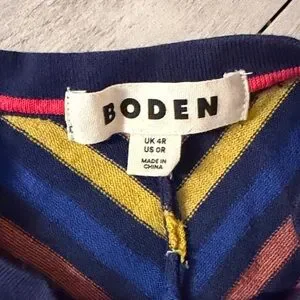 BODEN
UK 4R
US 0R
MADE IN
CHINA